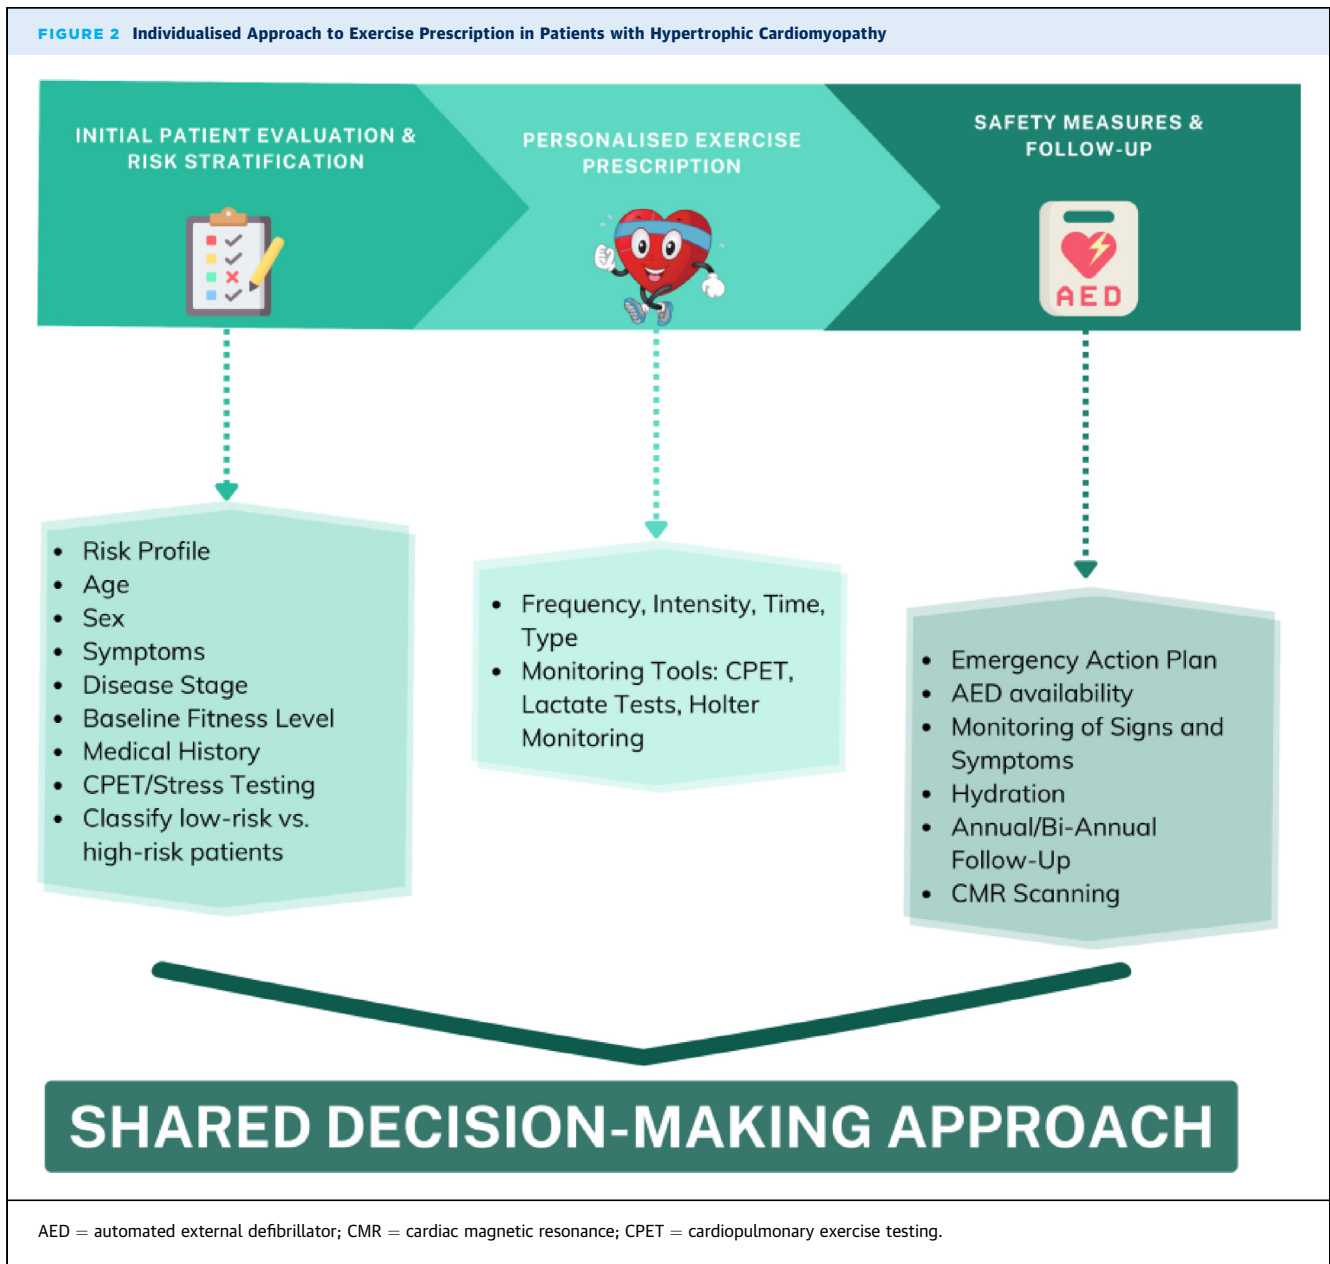 FIGURE 2 Individualised Approach to Exercise Prescription in Patients with Hypertrophic Cardiomyopathy
INITIAL PATIENT EVALUATION &
RISK STRATIFICATION
PERSONALISED EXERCISE
PRESCRIPTION
SAFETY MEASURES &
FOLLOW-UP
AED
• Risk Profile
• Age
• Sex
• Symptoms
• Disease Stage
• Baseline Fitness Level
• Medical History
• CPET/Stress Testing
• Classify low-risk vs.
high-risk patients
• Frequency, Intensity, Time,
Type
• Monitoring Tools: CPET,
Lactate Tests, Holter
Monitoring
• Emergency Action Plan
• AED availability
• Monitoring of Signs and
Symptoms
• Hydration
• Annual/Bi-Annual
Follow-Up
• CMR Scanning
SHARED DECISION-MAKING APPROACH
AED = automated external defibrillator; CMR = cardiac magnetic resonance; CPET = cardiopulmonary exercise testing.